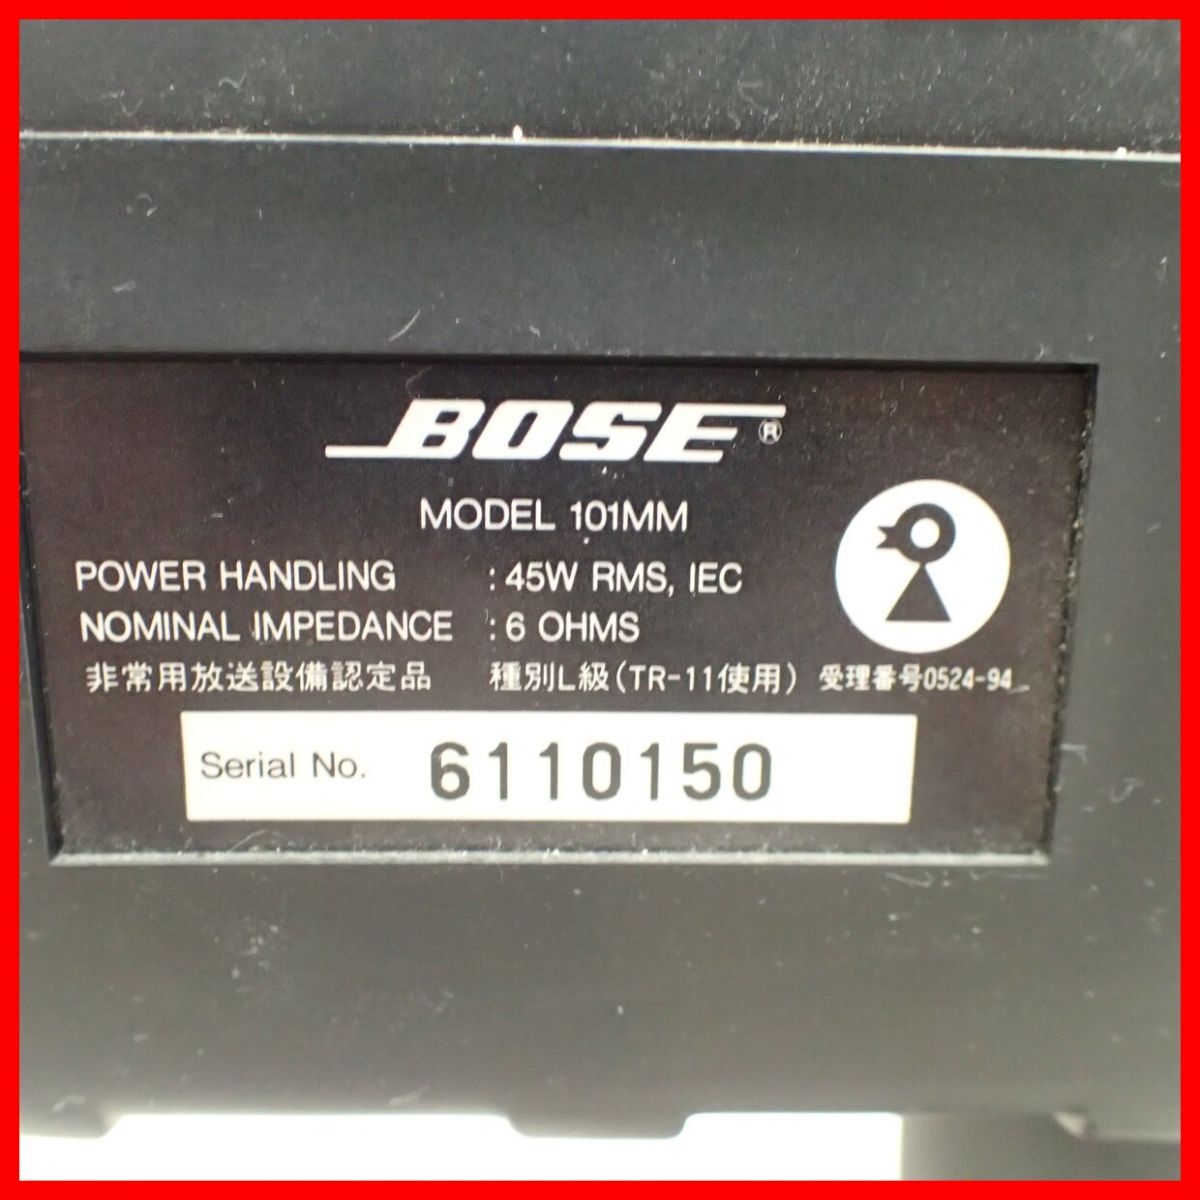 BOSE®
MODEL 101MM
POWER HANDLING : 45W RMS, IEC
NOMINAL IMPEDANCE : 6 OHMS
非常用放送設備認定品 種別L級(TR-11使用) 受理番号0524-94
Serial No. 6110150